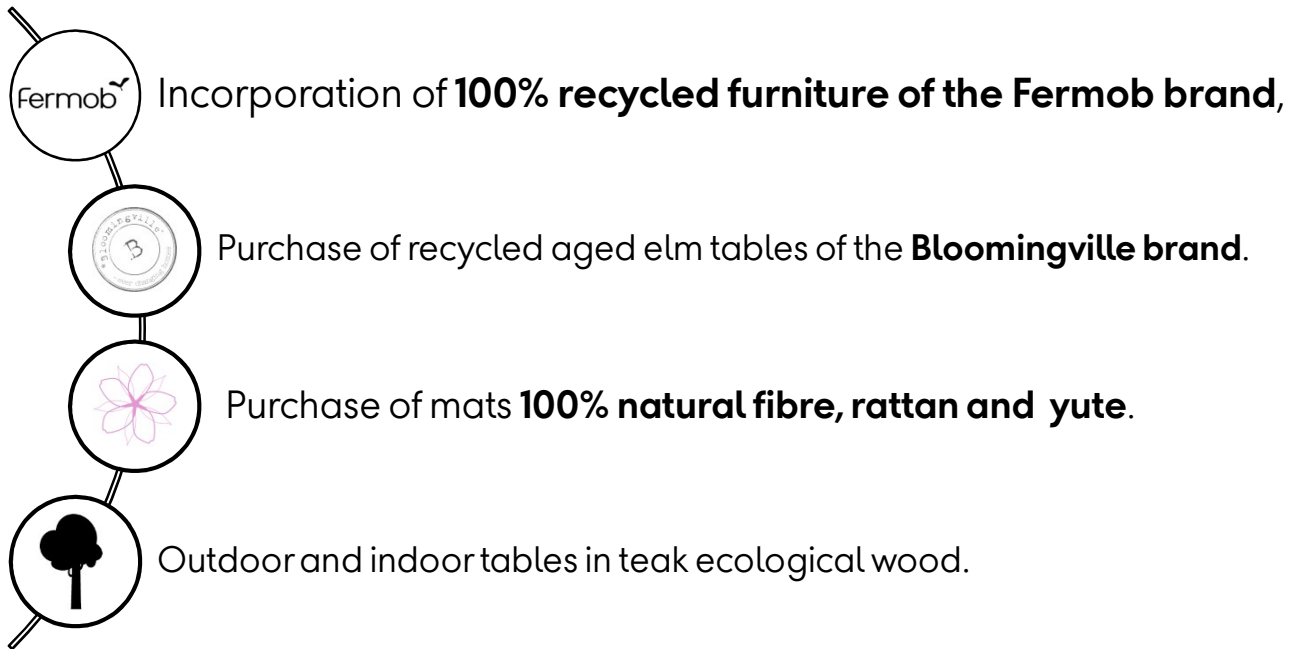 Fermob
Incorporation of 100% recycled furniture of the Fermob brand,
Bloomingville
B
Purchase of recycled aged elm tables of the Bloomingville brand.
Purchase of mats 100% natural fibre, rattan and yute.
Outdoor and indoor tables in teak ecological wood.